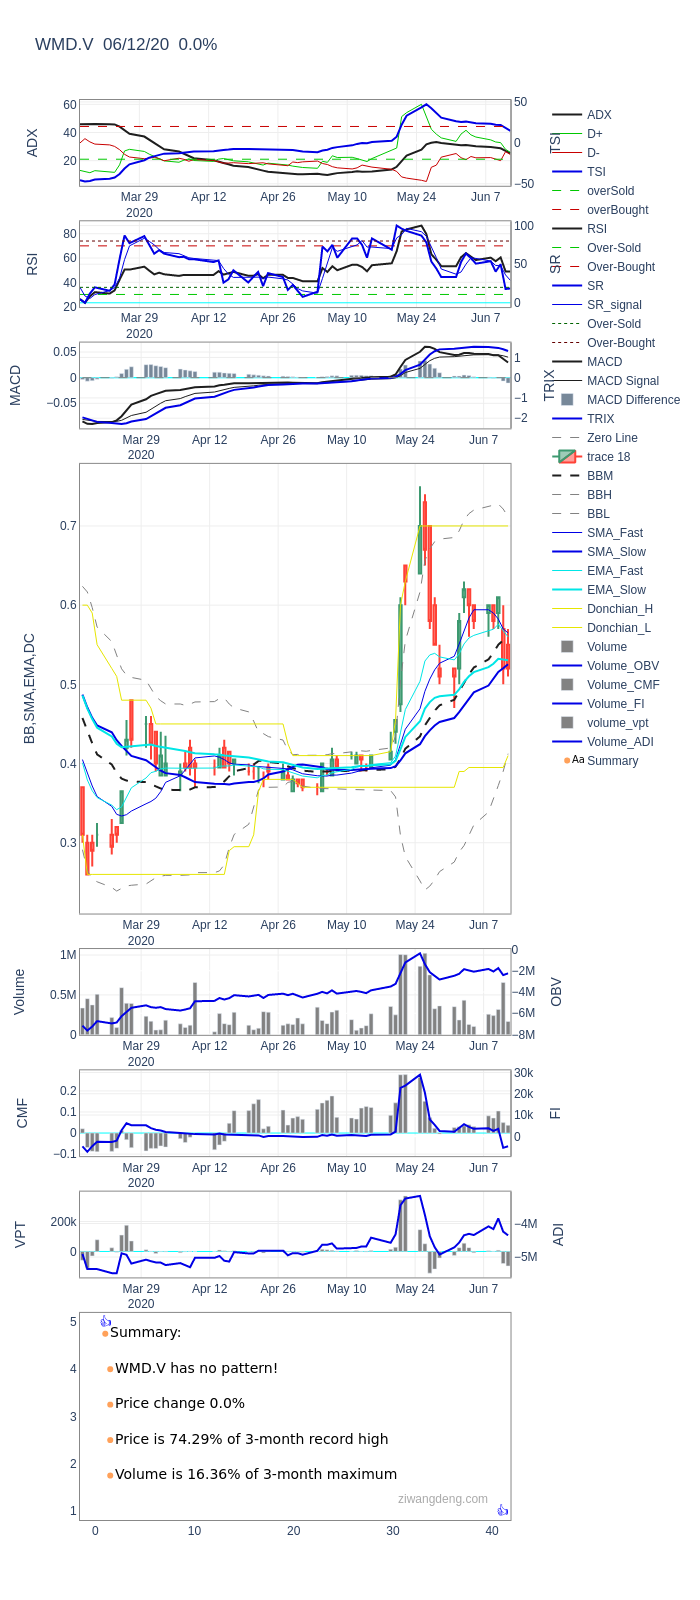 WMD.V 06/12/20 0.0%
60
40
20
50
0
−50
ADX
TSI
Mar 29
Apr 12
Apr 26
May 10
May 24
Jun 7
2020
80
60
40
20
100
50
0
RSI
SR
Mar 29
Apr 12
Apr 26
May 10
May 24
Jun 7
2020
0.05
0
−0.05
1
0
−1
−2
MACD
TRIX
Mar 29
Apr 12
Apr 26
May 10
May 24
Jun 7
2020
0.7
0.6
0.5
0.4
0.3
BB,SMA,EMA,DC
Mar 29
Apr 12
Apr 26
May 10
May 24
Jun 7
2020
1M
0.5M
0
0
−2M
−4M
−6M
−8M
Volume
OBV
Mar 29
Apr 12
Apr 26
May 10
May 24
Jun 7
2020
0.2
0.1
0
−0.1
30k
20k
10k
0
CMF
FI
Mar 29
Apr 12
Apr 26
May 10
May 24
Jun 7
2020
200k
0
−4M
−5M
VPT
ADI
Mar 29
Apr 12
Apr 26
May 10
May 24
Jun 7
2020
5
4
3
2
1
Summary:
WMD.V has no pattern!
Price change 0.0%
Price is 74.29% of 3-month record high
Volume is 16.36% of 3-month maximum
ziwangdeng.com
0
10
20
30
40
ADX
D+
D-
TSI
overSold
overBought
RSI
Over-Sold
Over-Bought
SR
SR_signal
Over-Sold
Over-Bought
MACD
MACD Signal
MACD Difference
TRIX
Zero Line
trace 18
BBM
BBH
BBL
SMA_Fast
SMA_Slow
EMA_Fast
EMA_Slow
Donchian_H
Donchian_L
Volume
Volume_OBV
Volume_CMF
Volume_FI
volume_vpt
Volume_ADI
Aa Summary